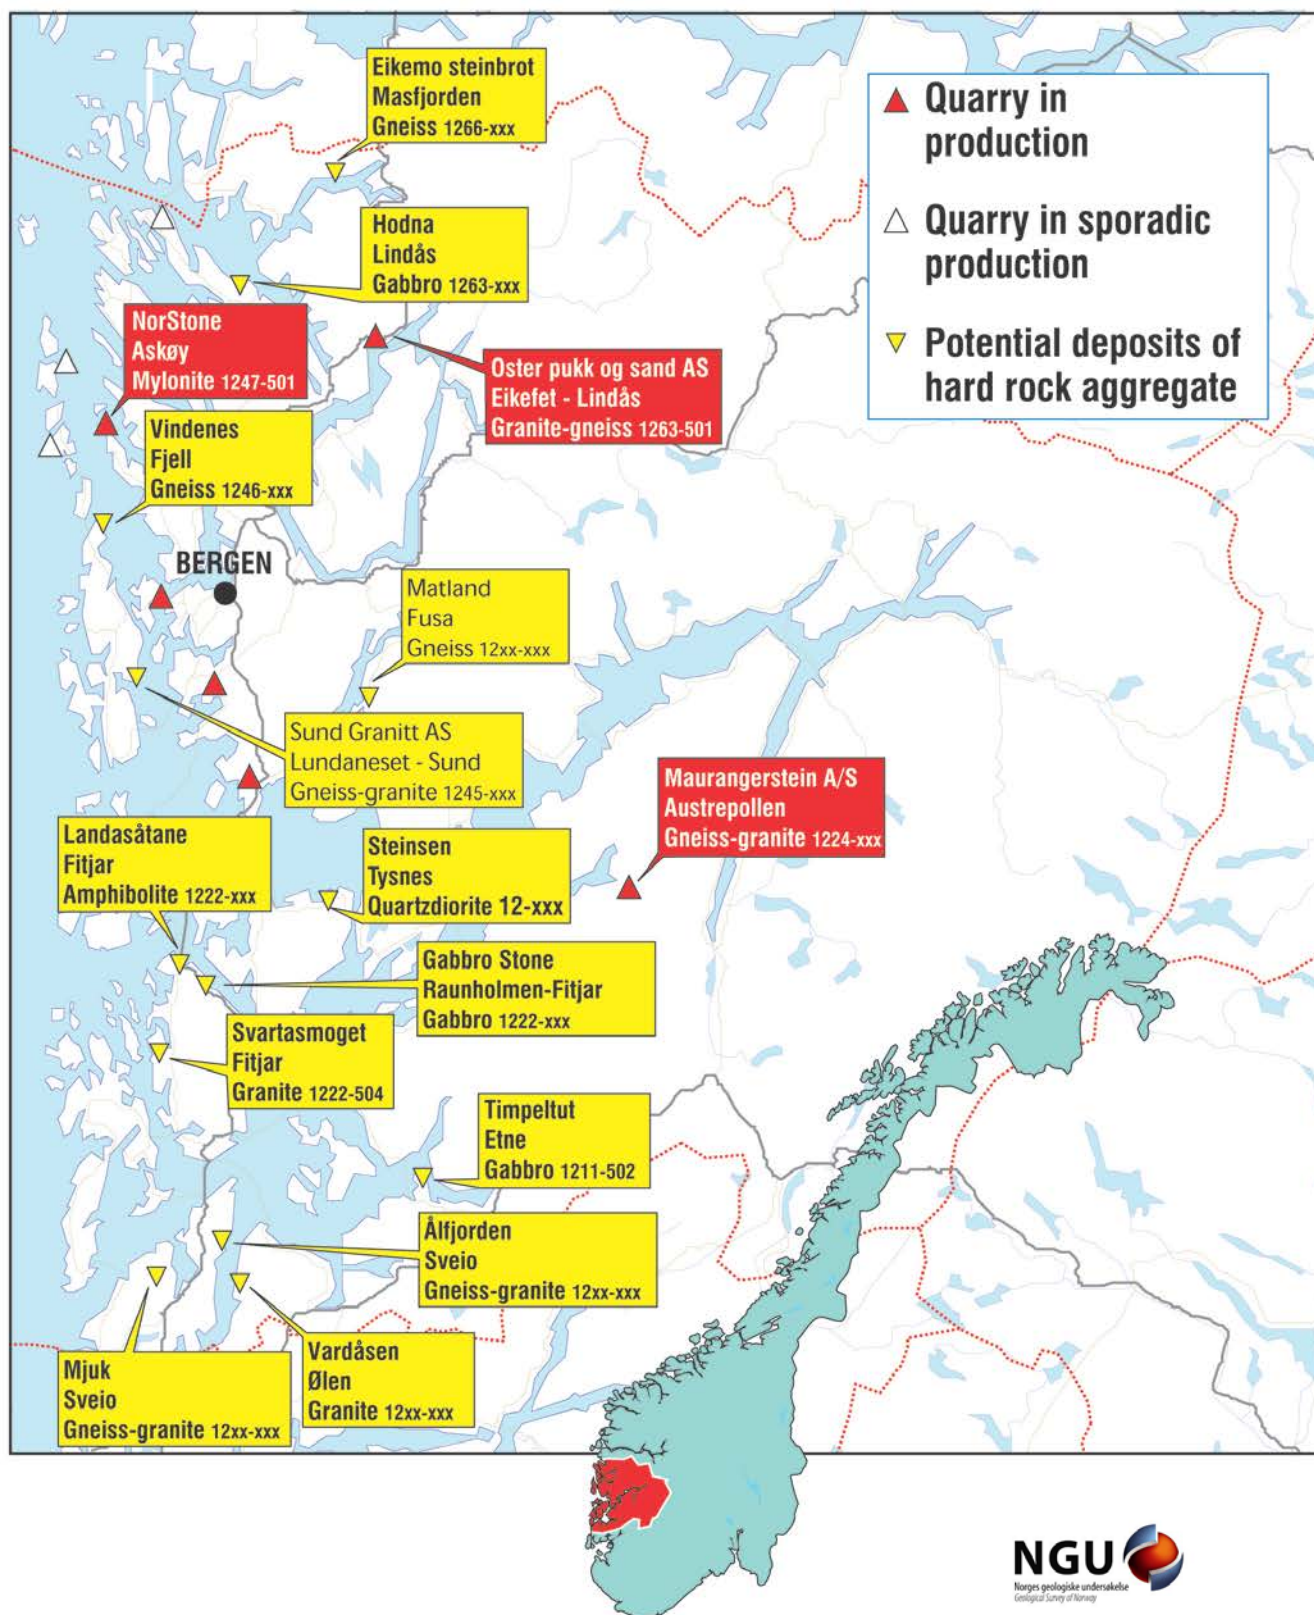 Eikemo steinbrot
Masfjorden
Gneiss 1266-xxx
Quarry in
production
Quarry in sporadic
production
Potential deposits of
hard rock aggregate
Hodna
Lindås
Gabbro 1263-xxx
NorStone
Askøy
Mylonite 1247-501
Oster pukk og sand AS
Eikefet - Lindås
Granite-gneiss 1263-501
Vindenes
Fjell
Gneiss 1246-xxx
BERGEN
Matland
Fusa
Gneiss 12xx-xxx
Sund Granitt AS
Lundaneset - Sund
Gneiss-granite 1245-xxx
Maurangerstein A/S
Austrepollen
Gneiss-granite 1224-xxx
Landasåtane
Fitjar
Amphibolite 1222-xxx
Steinsen
Tysnes
Quartzdiorite 12-xxx
Gabbro Stone
Raunholmen-Fitjar
Gabbro 1222-xxx
Svartasmoget
Fitjar
Granite 1222-504
Timpeltut
Etne
Gabbro 1211-502
Ålfjorden
Sveio
Gneiss-granite 12xx-xxx
Vardåsen
Ølen
Granite 12xx-xxx
Mjuk
Sveio
Gneiss-granite 12xx-xxx
NGU
Norges geologiske undersøkelse
Geological Survey of Norway